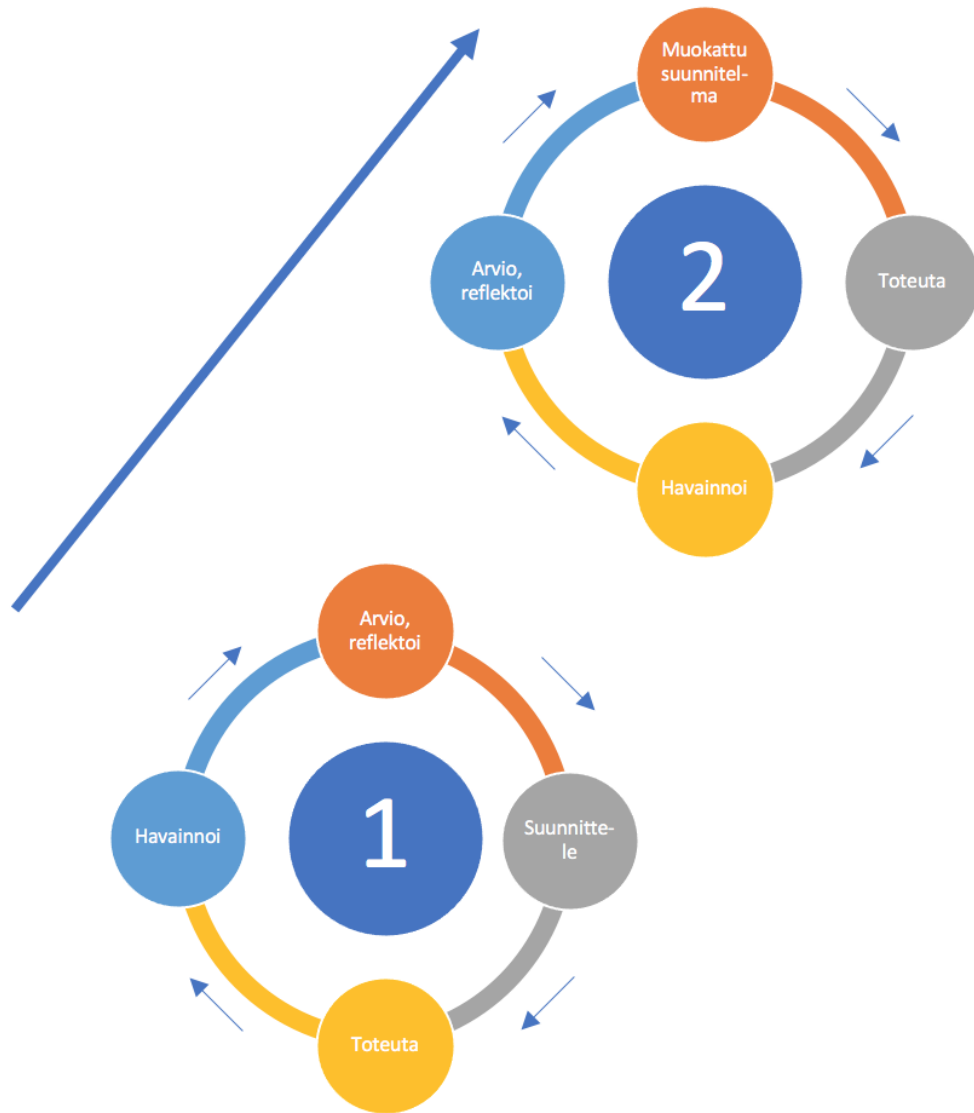 Muokattu
suunnitel-
ma
Arvio,
reflektoi
2
Toteuta
Havainnoi
Arvio,
reflektoi
Havainnoi
1
Suunnitte-
le
Toteuta